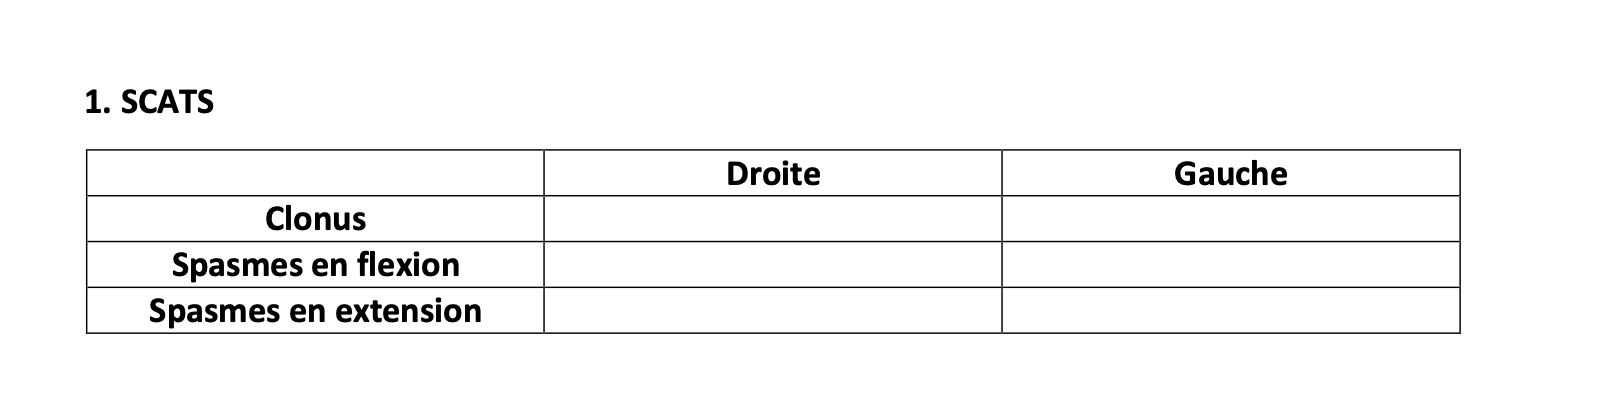 1. SCATS
Droite Gauche
Clonus
Spasmes en flexion
Spasmes en extension